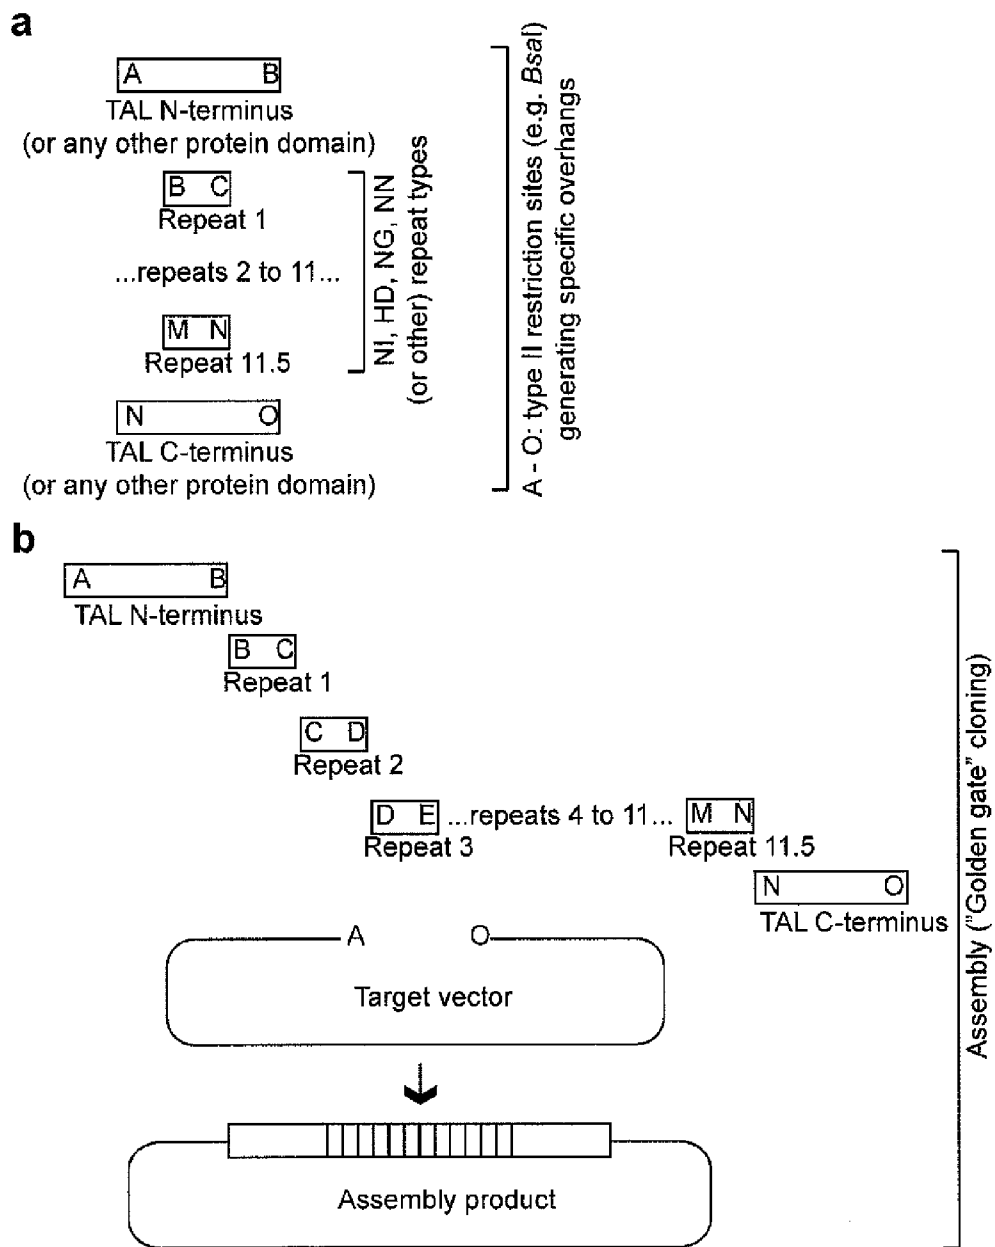 a
A B
TAL N-terminus
(or any other protein domain)
B C
Repeat 1
...repeats 2 to 11...
M N
Repeat 11.5
N O
TAL C-terminus
(or any other protein domain)
NI, HD, NG, NN
(or other) repeat types
A - O: type II restriction sites (e.g. BsaI)
generating specific overhangs
b
A B
TAL N-terminus
B C
Repeat 1
C D
Repeat 2
D E ...repeats 4 to 11... M N
Repeat 3 Repeat 11.5
N O
TAL C-terminus
A O
Target vector
Assembly product
Assembly ("Golden gate" cloning)